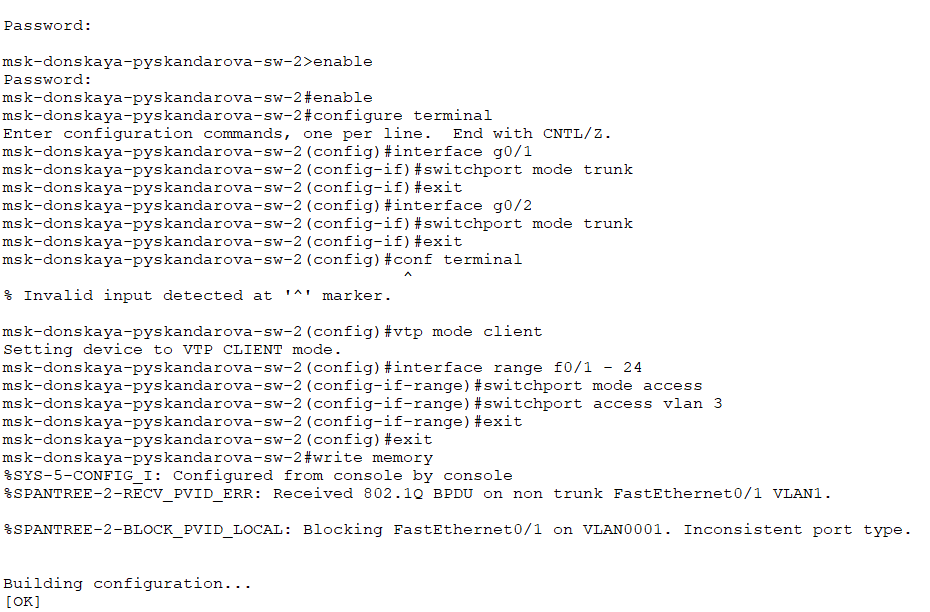 Password:
msk-donskaya-pyskandarova-sw-2>enable
Password:
msk-donskaya-pyskandarova-sw-2#enable
msk-donskaya-pyskandarova-sw-2#configure terminal
Enter configuration commands, one per line.  End with CNTL/Z.
msk-donskaya-pyskandarova-sw-2(config)#interface g0/1
msk-donskaya-pyskandarova-sw-2(config-if)#switchport mode trunk
msk-donskaya-pyskandarova-sw-2(config-if)#exit
msk-donskaya-pyskandarova-sw-2(config)#interface g0/2
msk-donskaya-pyskandarova-sw-2(config-if)#switchport mode trunk
msk-donskaya-pyskandarova-sw-2(config-if)#exit
msk-donskaya-pyskandarova-sw-2(config)#conf terminal
^
% Invalid input detected at '^' marker.
msk-donskaya-pyskandarova-sw-2(config)#vtp mode client
Setting device to VTP CLIENT mode.
msk-donskaya-pyskandarova-sw-2(config)#interface range f0/1 - 24
msk-donskaya-pyskandarova-sw-2(config-if-range)#switchport mode access
msk-donskaya-pyskandarova-sw-2(config-if-range)#switchport access vlan 3
msk-donskaya-pyskandarova-sw-2(config-if-range)#exit
msk-donskaya-pyskandarova-sw-2(config)#exit
msk-donskaya-pyskandarova-sw-2#write memory
%SYS-5-CONFIG_I: Configured from console by console
%SPANTREE-2-RECV_PVID_ERR: Received 802.1Q BPDU on non trunk FastEthernet0/1 VLAN1.
%SPANTREE-2-BLOCK_PVID_LOCAL: Blocking FastEthernet0/1 on VLAN0001. Inconsistent port type.
Building configuration...
[OK]